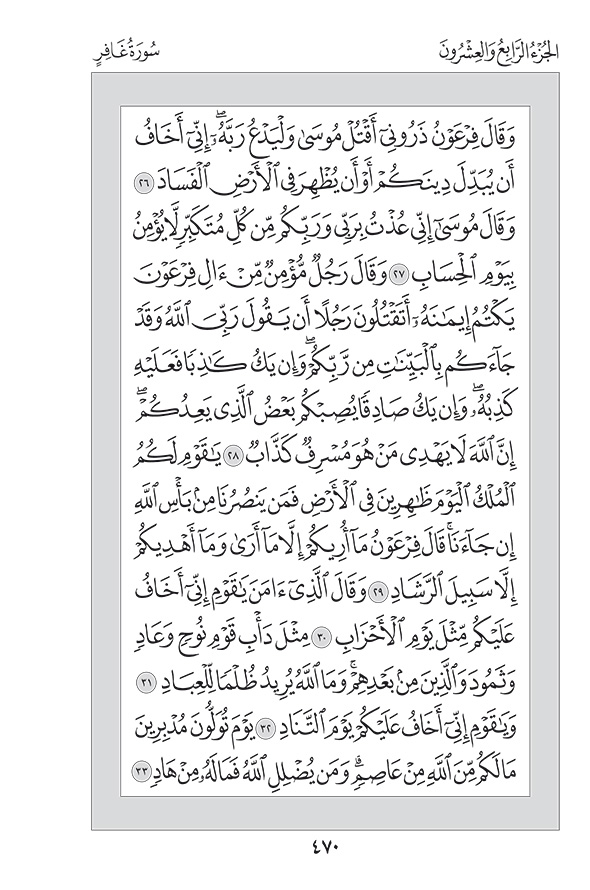 الجُزْءُ الرَّابِعُ وَالعِشْرُونَ
سُورَةُ غَافِرٍ
وَقَالَ فِرْعَوْنُ ذَرُونِيٓ أَقْتُلْ مُوسَىٰ وَلْيَدْعُ رَبَّهُۥٓۖ إِنِّيٓ أَخَافُ
أَن يُبَدِّلَ دِينَكُمْ أَوْ أَن يُظْهِرَ فِي ٱلْأَرْضِ ٱلْفَسَادَ ٢٦
وَقَالَ مُوسَىٰٓ إِنِّي عُذْتُ بِرَبِّي وَرَبِّكُم مِّن كُلِّ مُتَكَبِّرٍ لَّا يُؤْمِنُ
بِيَوْمِ ٱلْحِسَابِ ٢٧ وَقَالَ رَجُلٌ مُّؤْمِنٌ مِّنْ ءَالِ فِرْعَوْنَ
يَكْتُمُ إِيمَٰنَهُۥٓ أَتَقْتُلُونَ رَجُلًا أَن يَقُولَ رَبِّيَ ٱللَّهُ وَقَدْ
جَآءَكُم بِٱلْبَيِّنَٰتِ مِن رَّبِّكُمْۖ وَإِن يَكُ كَٰذِبًا فَعَلَيْهِ
كَذِبُهُۥۖ وَإِن يَكُ صَادِقًا يُصِبْكُم بَعْضُ ٱلَّذِي يَعِدُكُمْۖ
إِنَّ ٱللَّهَ لَا يَهْدِي مَنْ هُوَ مُسْرِفٌ كَذَّابٌ ٢٨ يَٰقَوْمِ لَكُمُ
ٱلْمُلْكُ ٱلْيَوْمَ ظَٰهِرِينَ فِي ٱلْأَرْضِ فَمَن يَنصُرُنَا مِنۢ بَأْسِ ٱللَّهِ
إِن جَآءَنَاۚ قَالَ فِرْعَوْنُ مَآ أُرِيكُمْ إِلَّا مَآ أَرَىٰ وَمَآ أَهْدِيكُمْ
إِلَّا سَبِيلَ ٱلرَّشَادِ ٢٩ وَقَالَ ٱلَّذِيٓ ءَامَنَ يَٰقَوْمِ إِنِّيٓ أَخَافُ
عَلَيْكُم مِّثْلَ يَوْمِ ٱلْأَحْزَابِ ٣٠ مِثْلَ دَأْبِ قَوْمِ نُوحٍ وَعَادٍ
وَثَمُودَ وَٱلَّذِينَ مِنۢ بَعْدِهِمْۚ وَمَا ٱللَّهُ يُرِيدُ ظُلْمًا لِّلْعِبَادِ ٣١
وَيَٰقَوْمِ إِنِّيٓ أَخَافُ عَلَيْكُمْ يَوْمَ ٱلتَّنَادِ ٣٢ يَوْمَ تُوَلُّونَ مُدْبِرِينَ
مَا لَكُم مِّنَ ٱللَّهِ مِنْ عَاصِمٍۗ وَمَن يُضْلِلِ ٱللَّهُ فَمَا لَهُۥ مِنْ هَادٍ ٣٣
٤٧٠